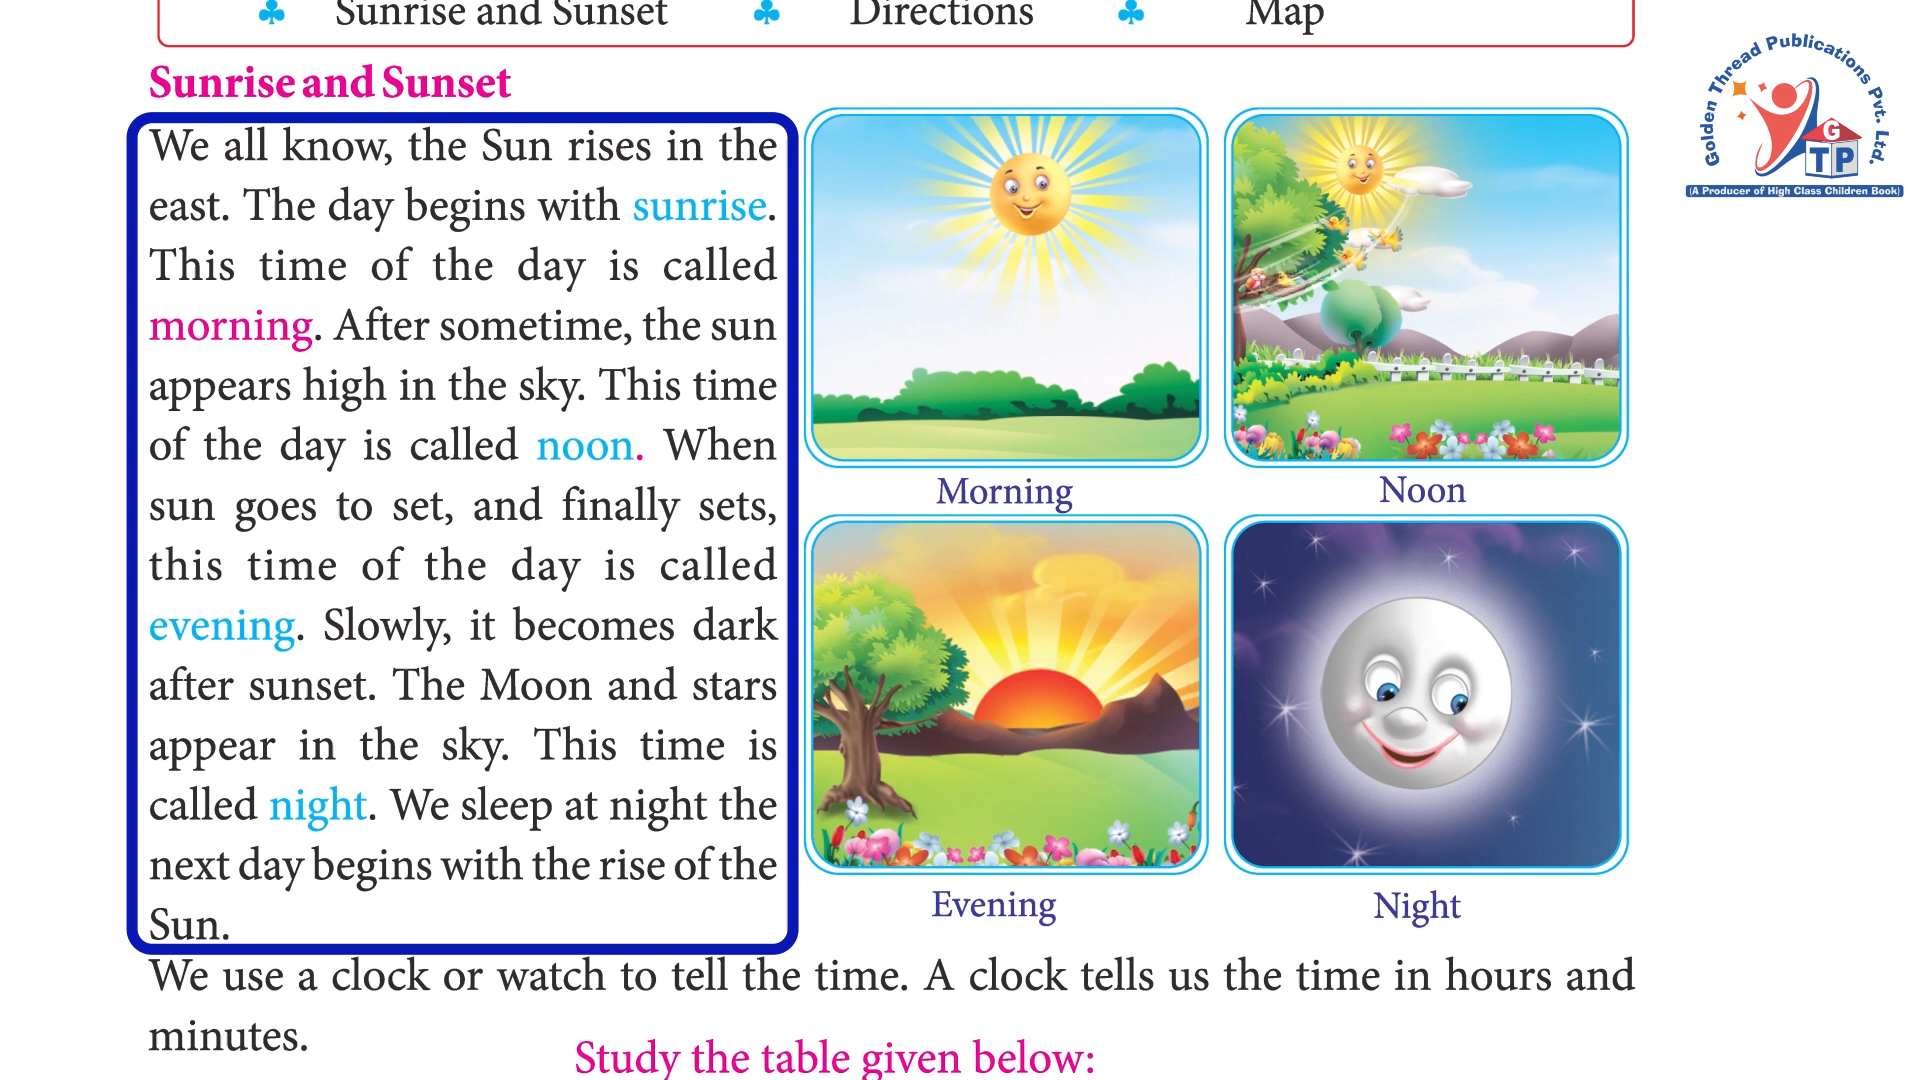 ♣ Sunrise and Sunset ♣ Directions ♣ Map
Sunrise and Sunset
We all know, the Sun rises in the
east. The day begins with sunrise.
This time of the day is called
morning. After sometime, the sun
appears high in the sky. This time
of the day is called noon. When
sun goes to set, and finally sets,
this time of the day is called
evening. Slowly, it becomes dark
after sunset. The Moon and stars
appear in the sky. This time is
called night. We sleep at night the
next day begins with the rise of the
Sun.
Morning
Noon
Evening
Night
We use a clock or watch to tell the time. A clock tells us the time in hours and
minutes.
Study the table given below:
Golden Thread Publications Pvt. Ltd.
G
T P
(A Producer of High Class Children Book)